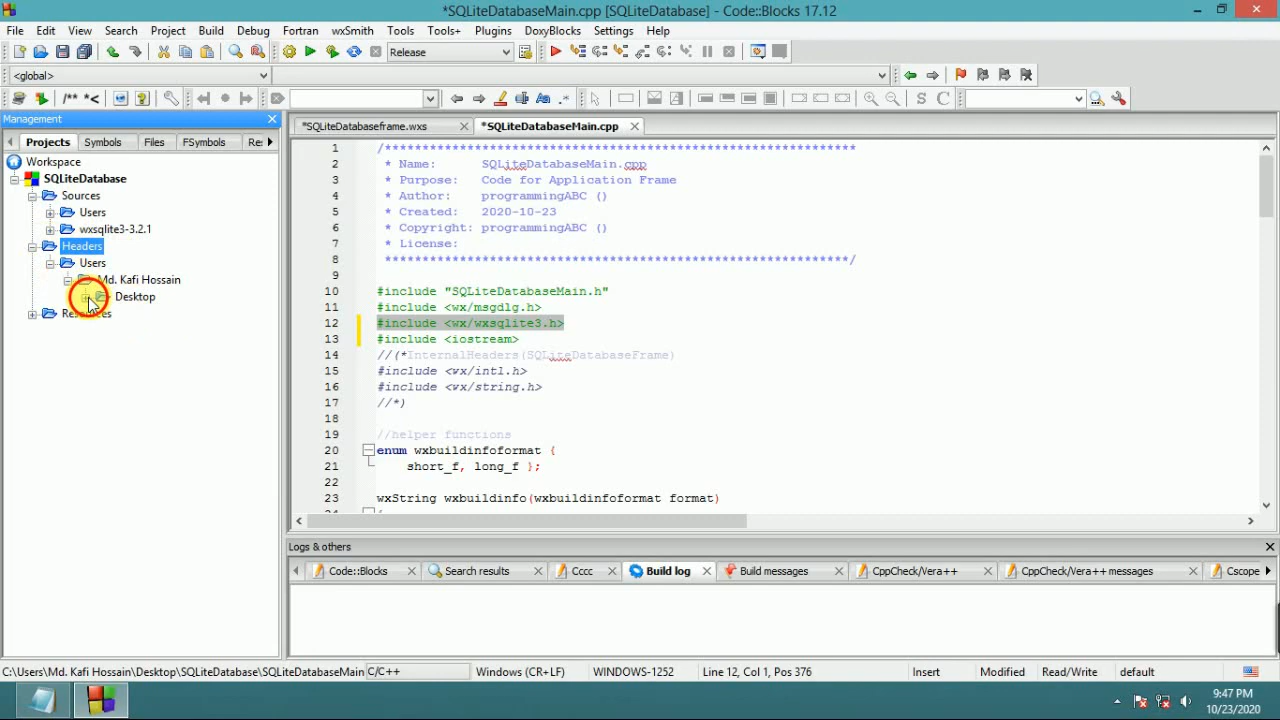 *SQLiteDatabaseMain.cpp [SQLiteDatabase] - Code::Blocks 17.12
File Edit View Search Project Build Debug Fortran wxSmith Tools Tools+ Plugins DoxyBlocks Settings Help
Release
<global>
/** *<
S C
Management
*SQLiteDatabaseframe.wxs *SQLiteDatabaseMain.cpp
Projects Symbols Files FSymbols Res
Workspace
SQLiteDatabase
Sources
Users
wxsqlite3-3.2.1
Headers
Users
Md. Kafi Hossain
Desktop
1 /***************************************************************
2 * Name: SQLiteDatabaseMain.cpp
3 * Purpose: Code for Application Frame
4 * Author: programmingABC ()
5 * Created: 2020-10-23
6 * Copyright: programmingABC ()
7 * License:
8 **************************************************************/
9
10 #include "SQLiteDatabaseMain.h"
11 #include <wx/msgdlg.h>
12 #include <wx/wxsqlite3.h>
13 #include <iostream>
14 //(*InternalHeaders(SQLiteDatabaseFrame)
15 #include <wx/intl.h>
16 #include <wx/string.h>
17 //*)
18
19 //helper functions
20 enum wxbuildinfoformat {
21 short_f, long_f };
22
23 wxString wxbuildinfo(wxbuildinfoformat format)
Logs & others
Code::Blocks Search results Cccc Build log Build messages CppCheck/Vera++ CppCheck/Vera++ messages Cscope
C:\Users\Md. Kafi Hossain\Desktop\SQLiteDatabase\SQLiteDatabaseMain C/C++ Windows (CR+LF) WINDOWS-1252 Line 12, Col 1, Pos 376 Insert Modified Read/Write default
9:47 PM
10/23/2020